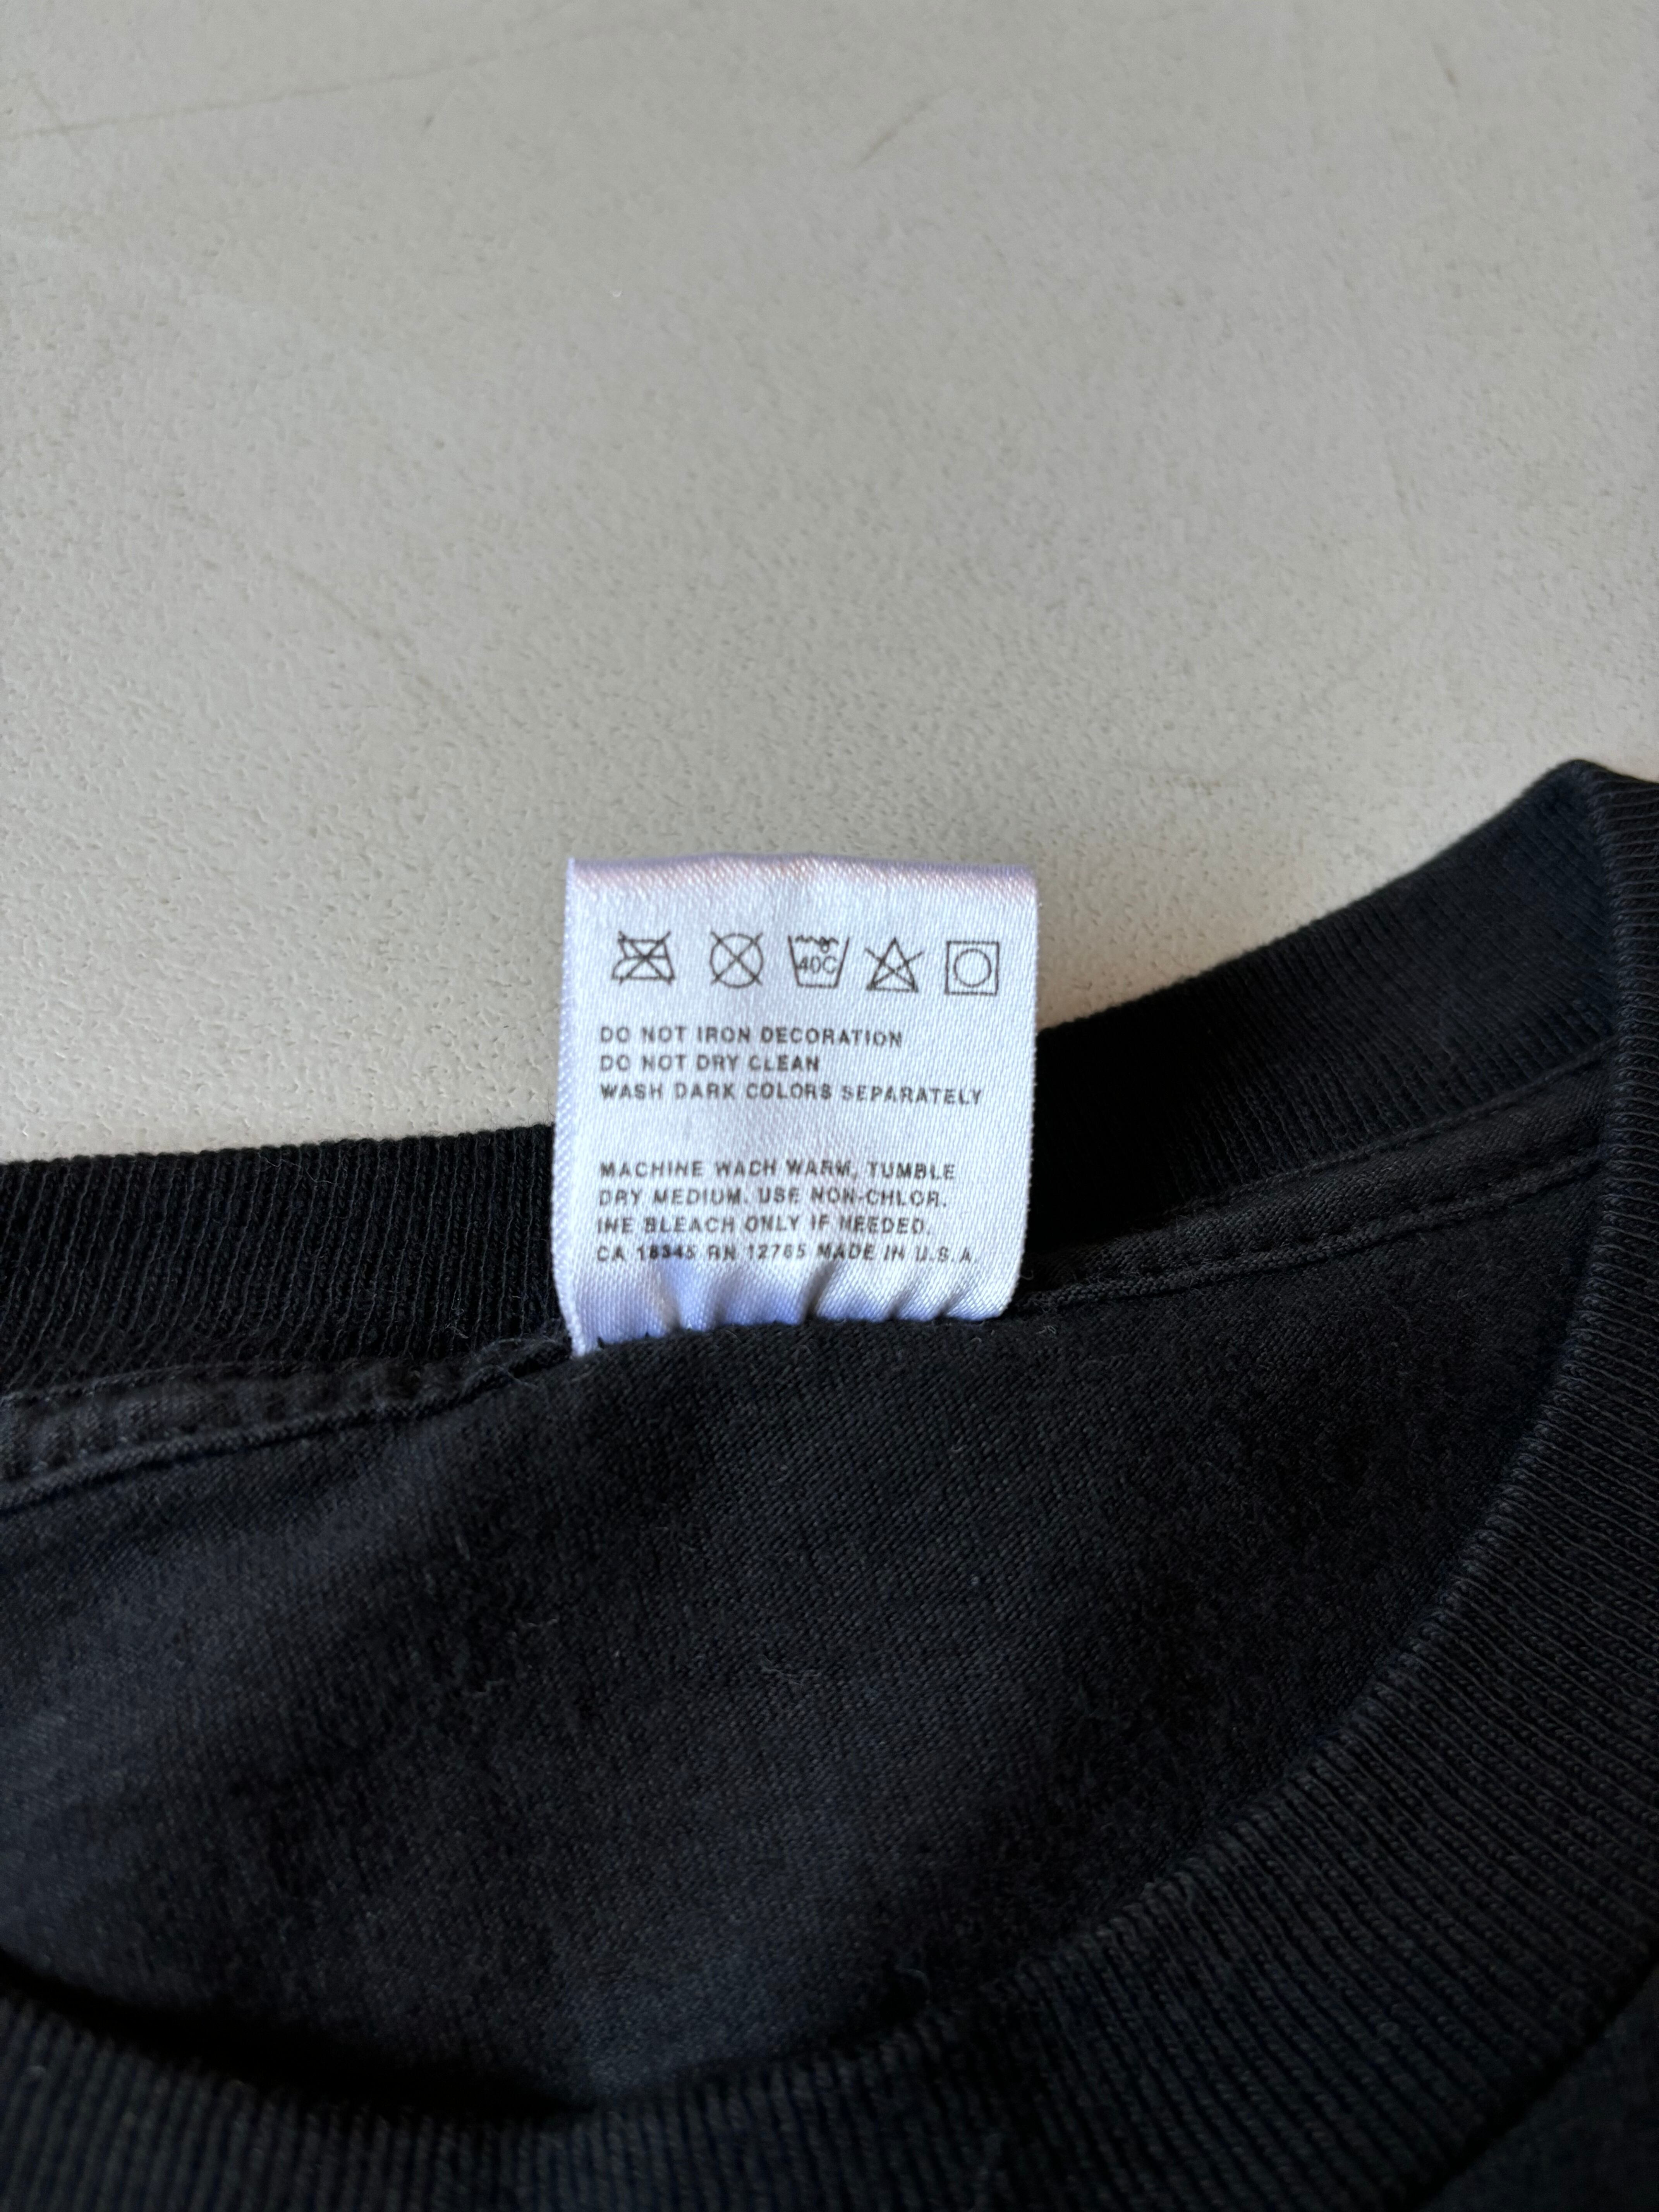 40C
DO NOT IRON DECORATION
DO NOT DRY CLEAN
WASH DARK COLORS SEPARATELY
MACHINE WACH WARM, TUMBLE
DRY MEDIUM. USE NON-CHLOR.
INE BLEACH ONLY IF NEEDED.
CA 18345 RN 12765 MADE IN U.S.A.